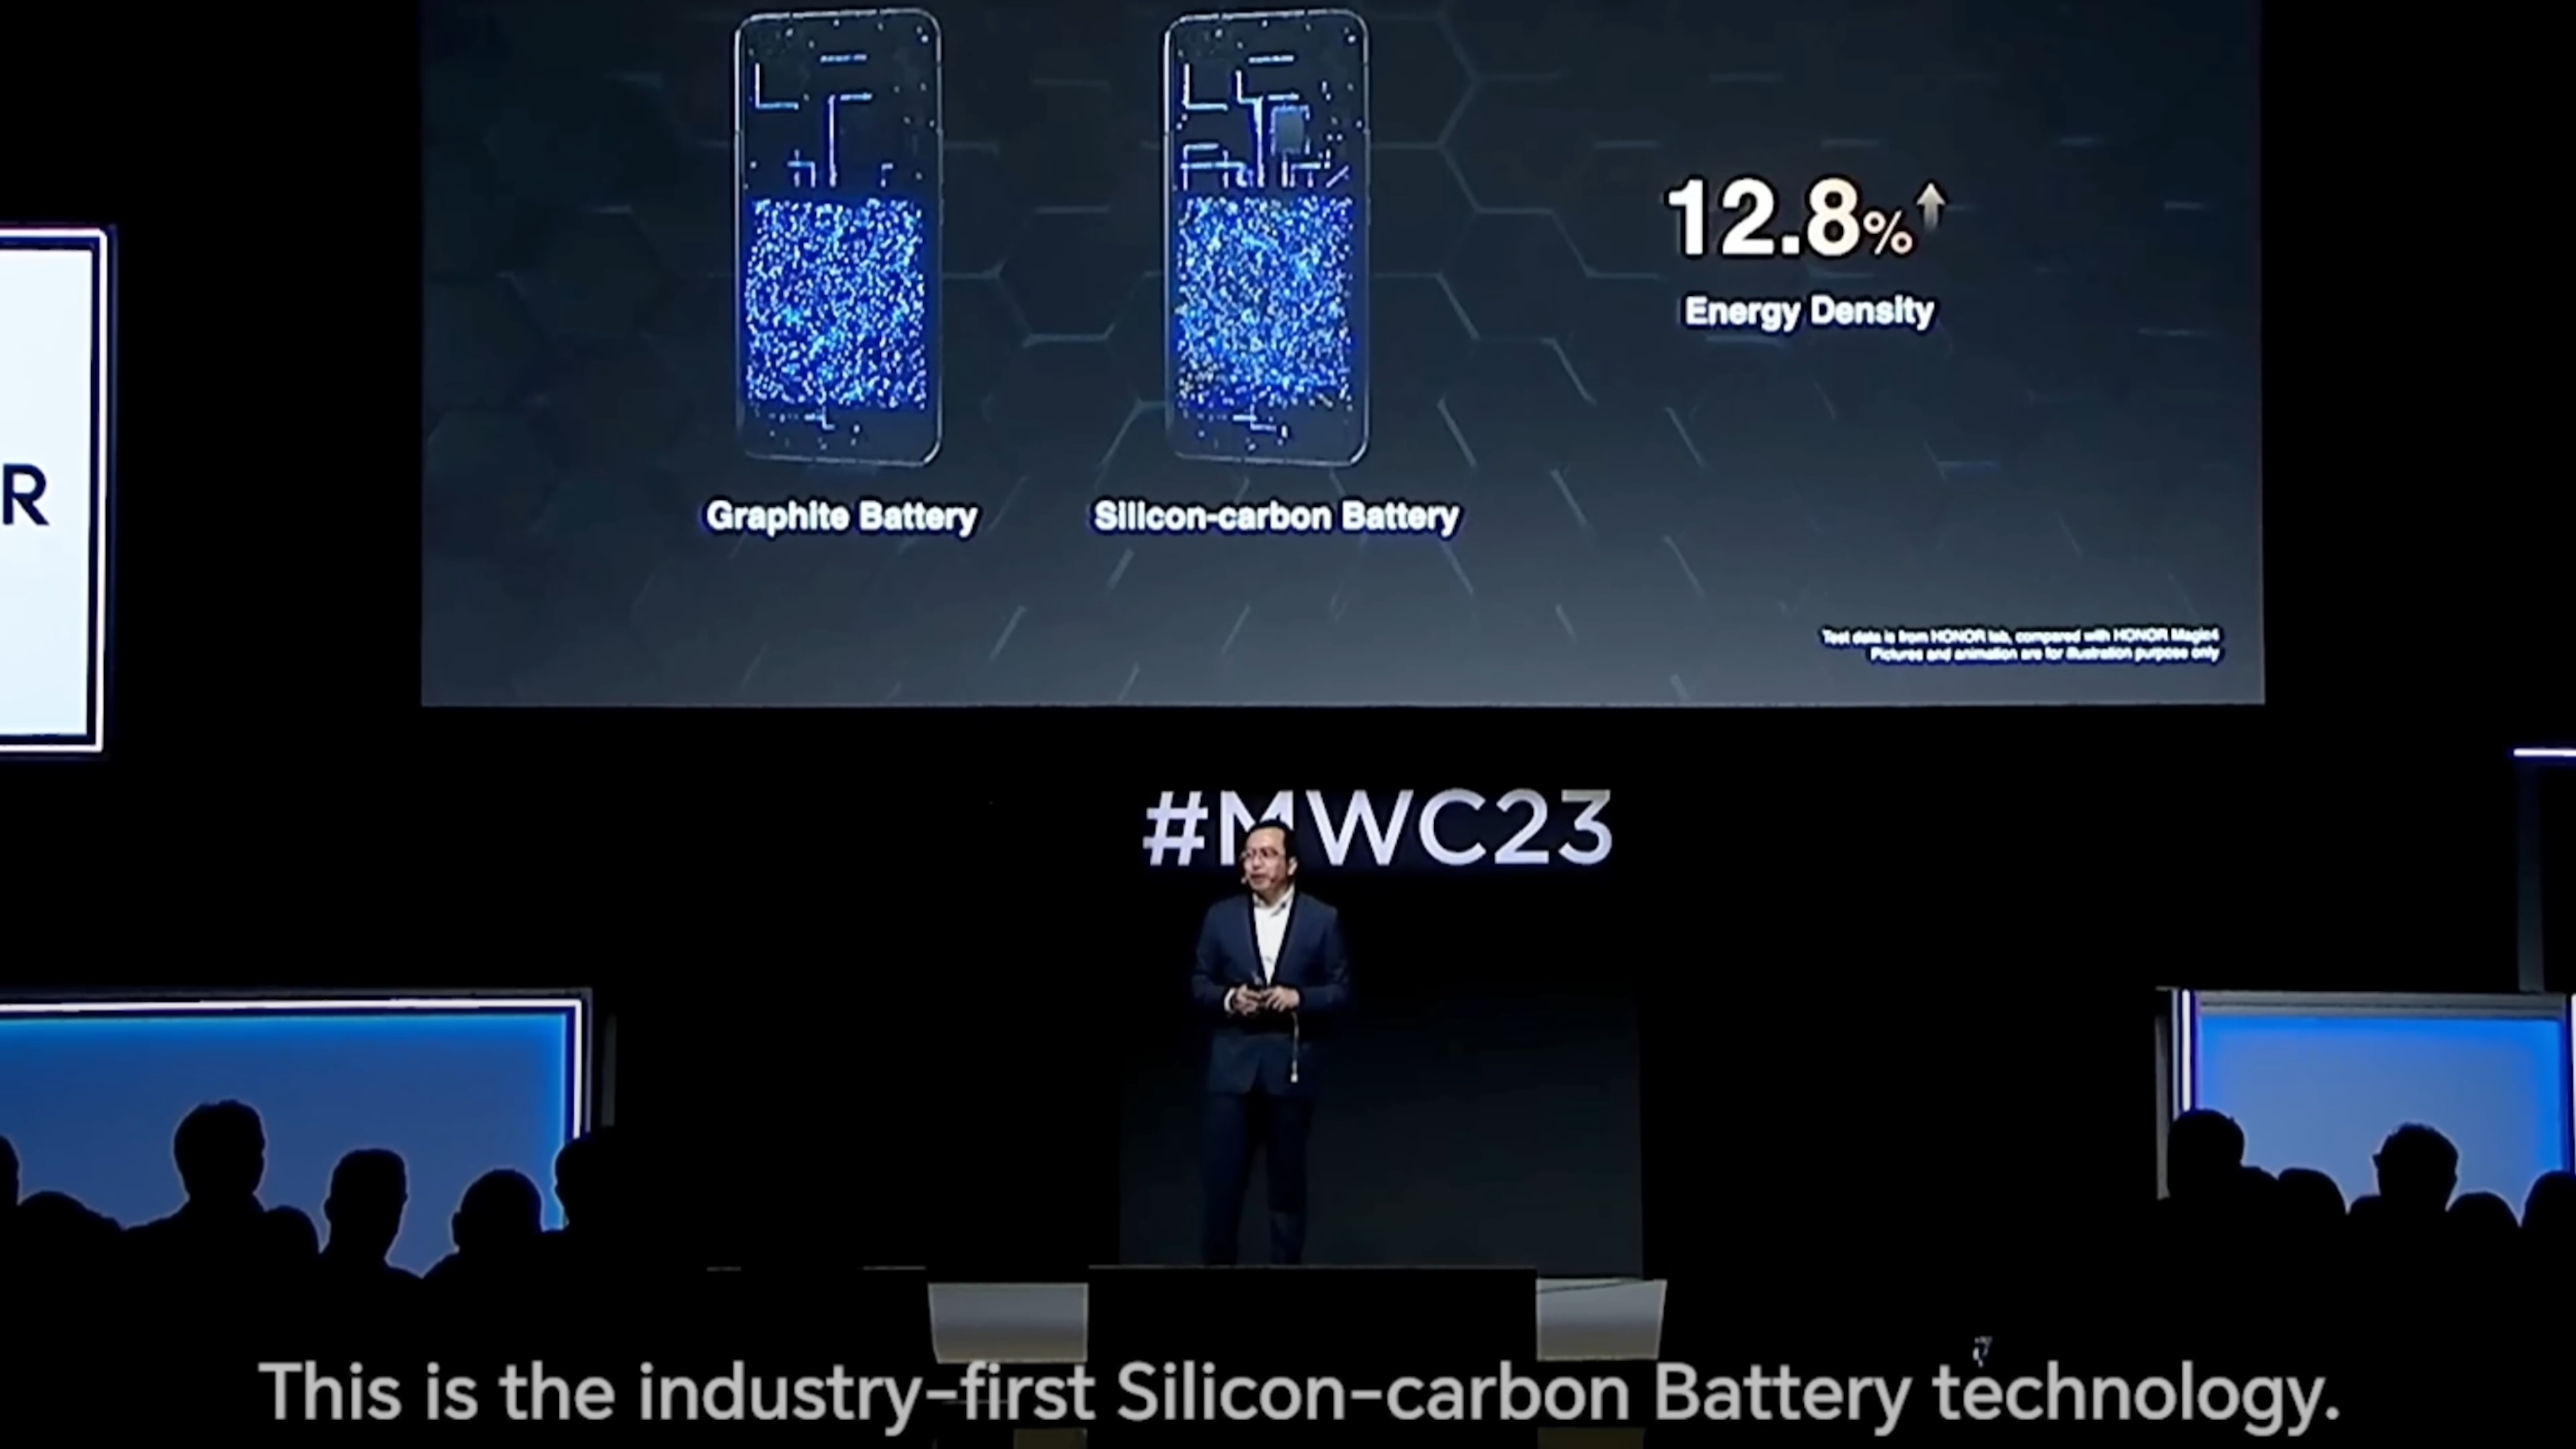 12.8%↑
Energy Density
Graphite Battery
Silicon-carbon Battery
Test data is from HONOR lab, compared with HONOR Magic4
Pictures and animation are for illustration purpose only
R
#MWC23
This is the industry-first Silicon-carbon Battery technology.